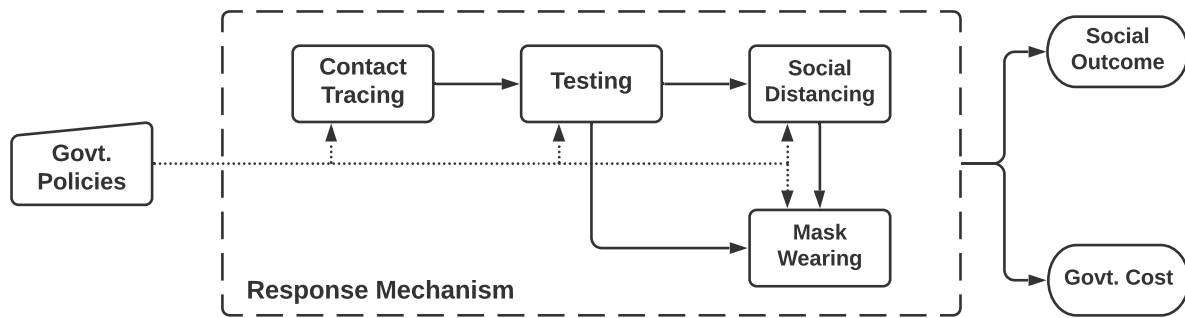 Govt.
Policies
Contact
Tracing
Testing
Social
Distancing
Mask
Wearing
Response Mechanism
Social
Outcome
Govt. Cost